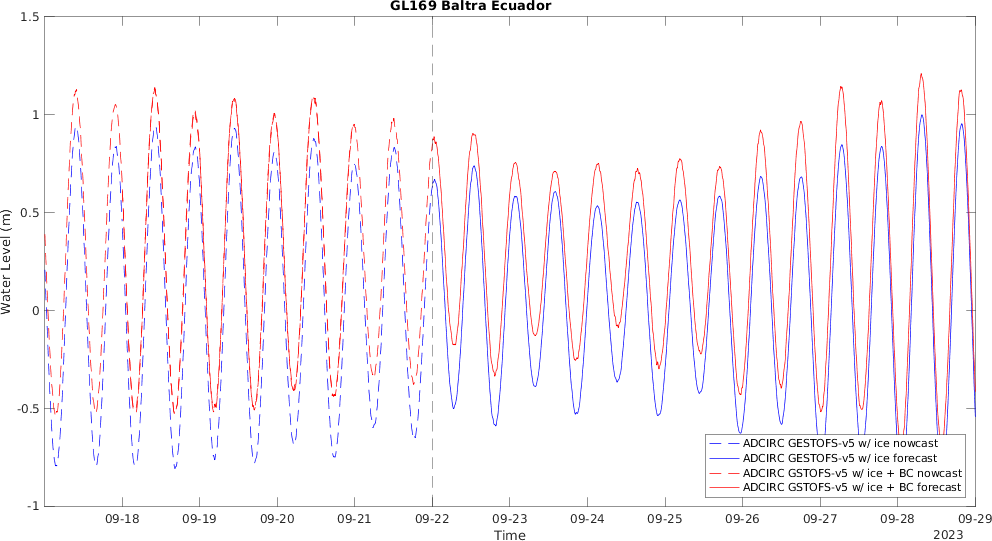 GL169 Baltra Ecuador
1.5
1
0.5
0
-0.5
-1
Water Level (m)
09-18 09-19 09-20 09-21 09-22 09-23 09-24 09-25 09-26 09-27 09-28 09-29
Time
2023
ADCIRC GESTOFS-v5 w/ ice nowcast
ADCIRC GESTOFS-v5 w/ ice forecast
ADCIRC GSTOFS-v5 w/ ice + BC nowcast
ADCIRC GSTOFS-v5 w/ ice + BC forecast